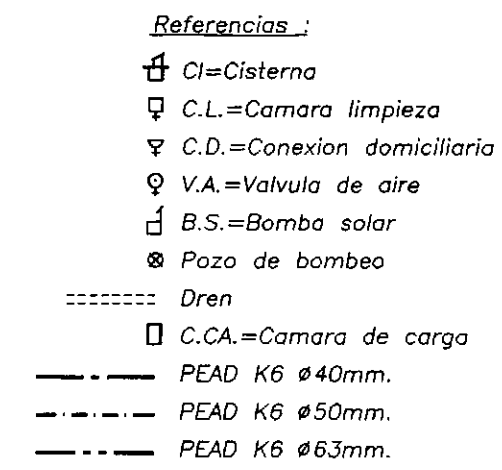 Referencias :
CI=Cisterna
C.L.=Camara limpieza
C.D.=Conexion domiciliaria
V.A.=Valvula de aire
B.S.=Bomba solar
Pozo de bombeo
Dren
C.CA.=Camara de carga
PEAD K6 ø40mm.
PEAD K6 ø50mm.
PEAD K6 ø63mm.